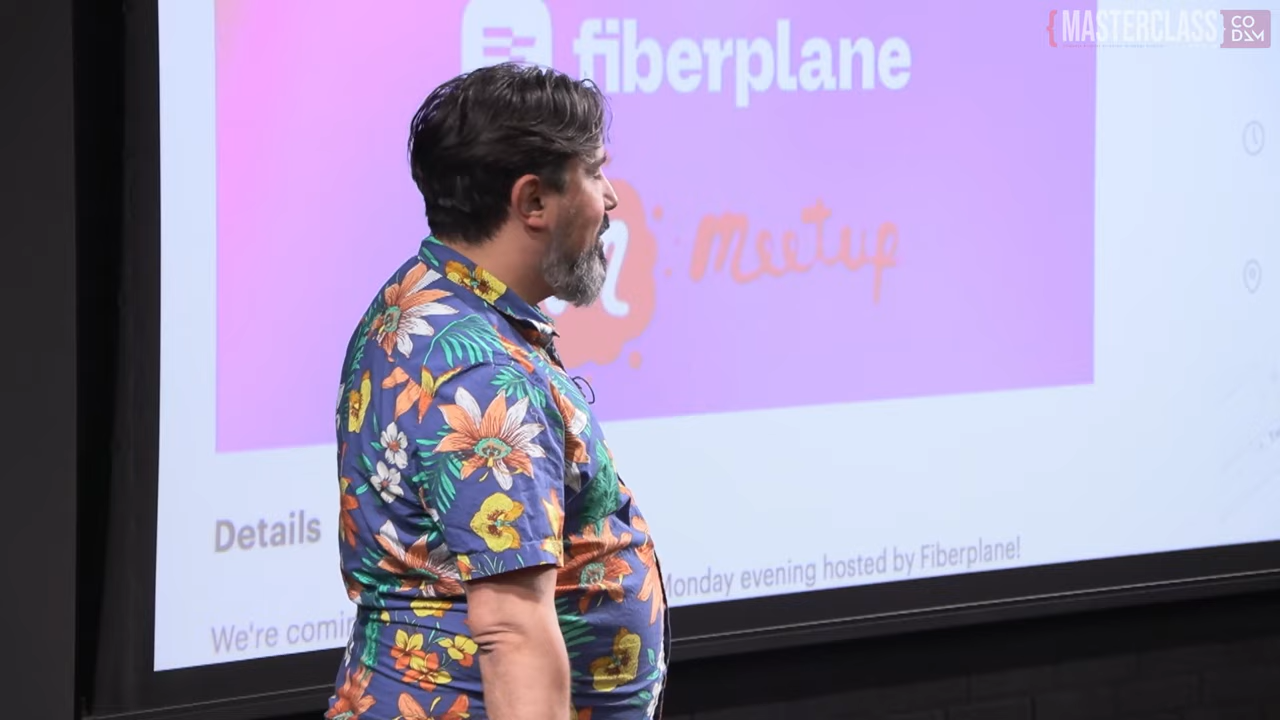 {MASTERCLASS}
CODAM
fiberplane
Meetup
Details
We're comin
Monday evening hosted by Fiberplane!